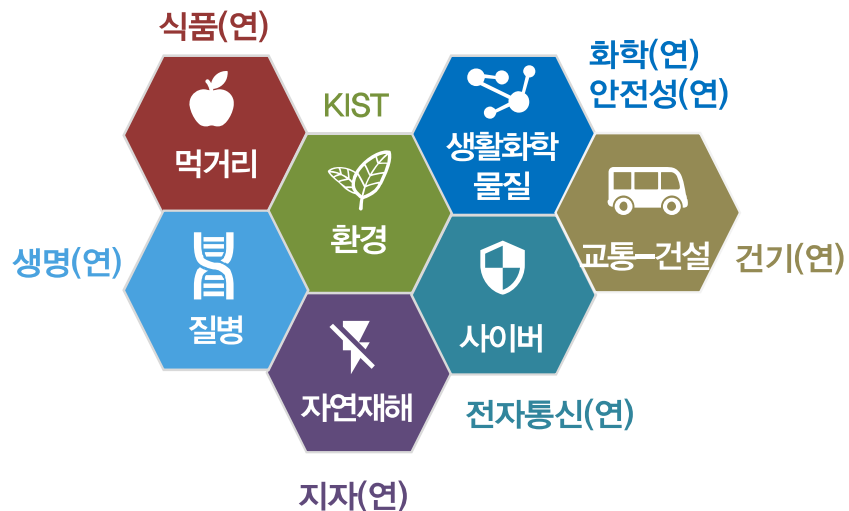 식품(연)
먹거리
KIST
환경
화학(연)
안전성(연)
생활화학
물질
교통-건설
건기(연)
생명(연)
질병
사이버
전자통신(연)
자연재해
지자(연)